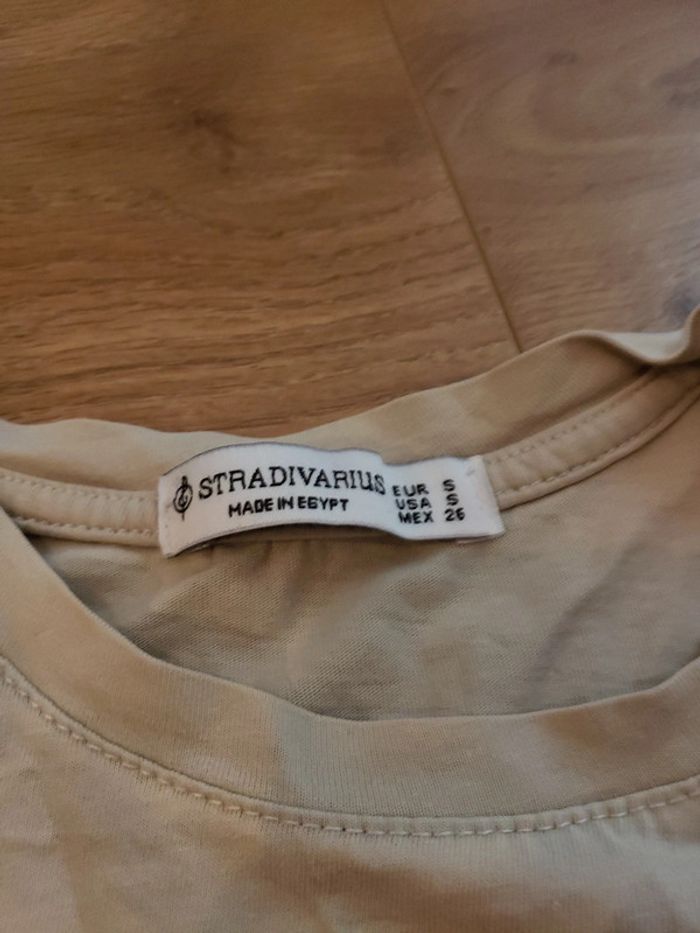 STRADIVARIUS
MADE IN EGYPT
EUR S
USA S
MEX 26